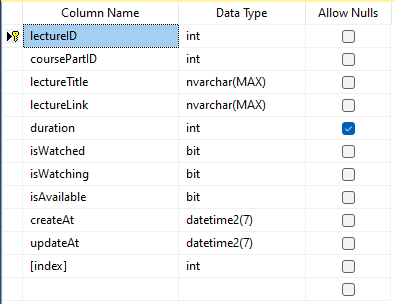 Column Name Data Type Allow Nulls
lectureID int
coursePartID int
lectureTitle nvarchar(MAX)
lectureLink nvarchar(MAX)
duration int
isWatched bit
isWatching bit
isAvailable bit
createAt datetime2(7)
updateAt datetime2(7)
[index] int